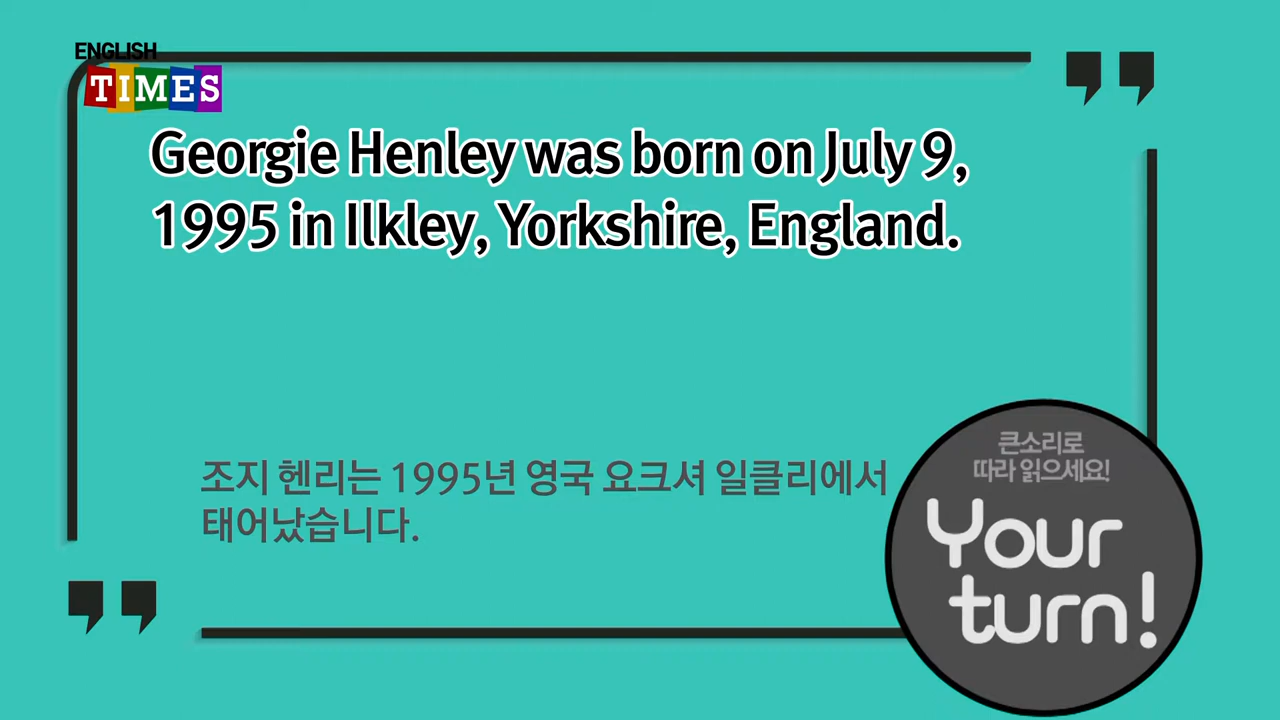 ENGLISH
TIMES
Georgie Henley was born on July 9,
1995 in Ilkley, Yorkshire, England.
조지 헨리는 1995년 영국 요크셔 일클리에서
태어났습니다.
큰소리로
따라 읽으세요!
Your
turn!